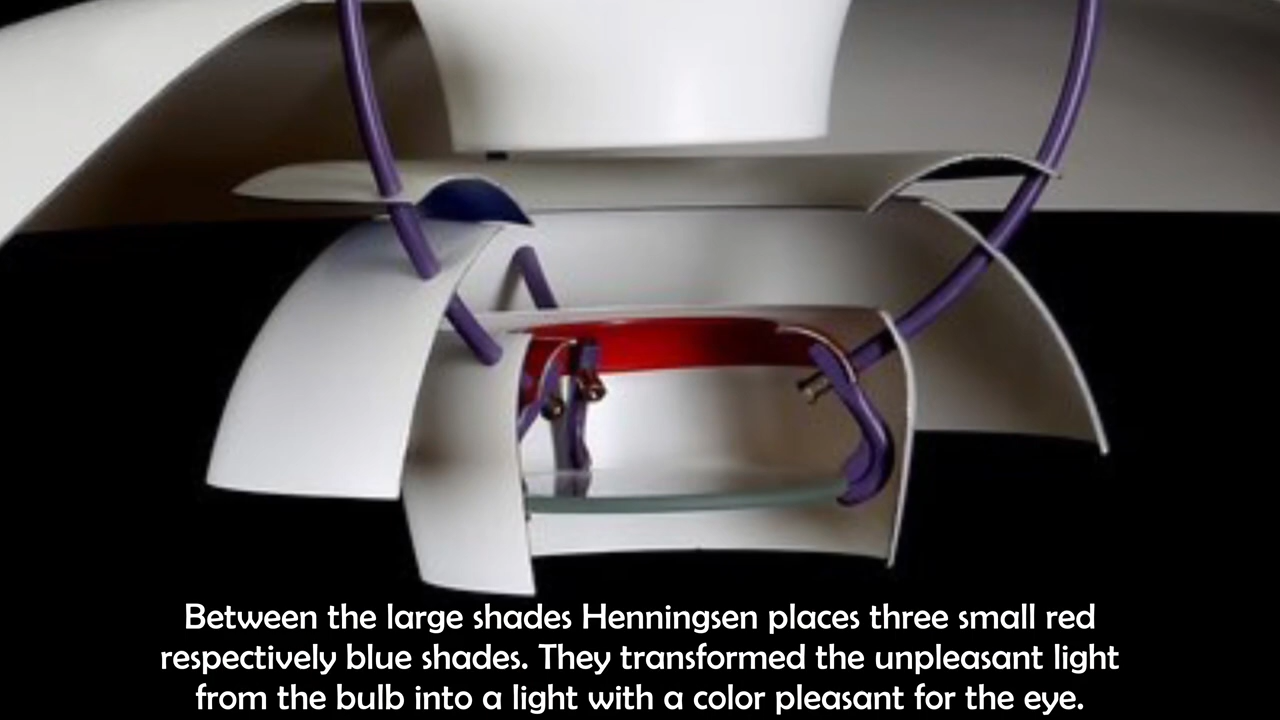 Between the large shades Henningsen places three small red
respectively blue shades. They transformed the unpleasant light
from the bulb into a light with a color pleasant for the eye.